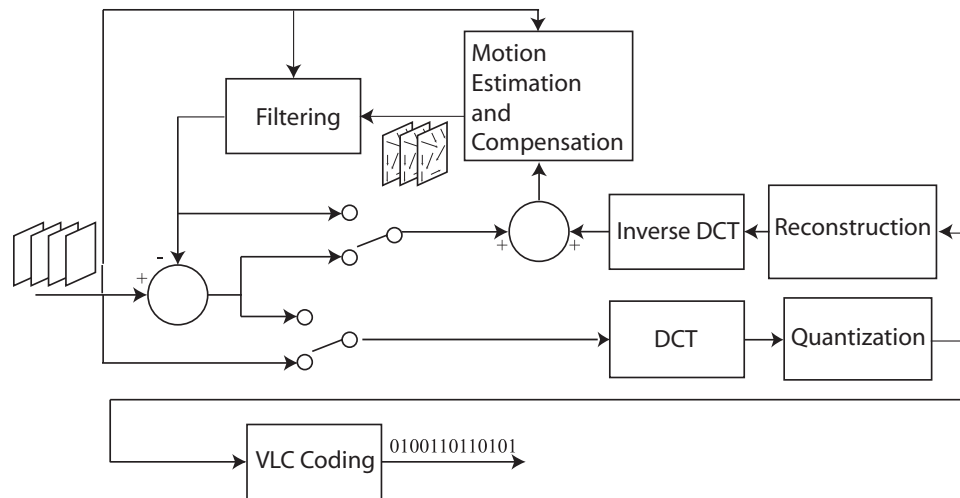 Motion
Estimation
and
Compensation
Filtering
Inverse DCT
Reconstruction
+
+
-
+
DCT
Quantization
VLC Coding
0100110110101